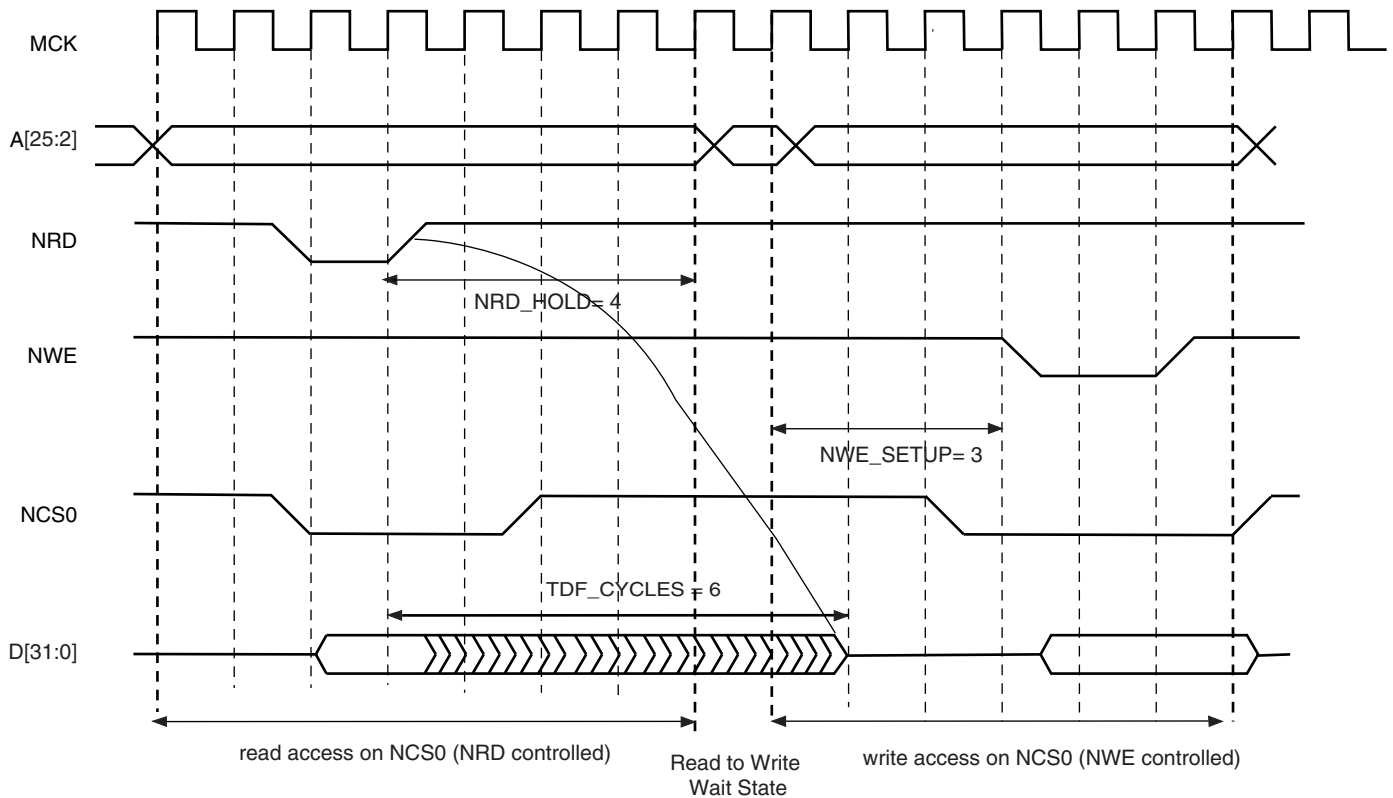 MCK
A[25:2]
NRD
NRD_HOLD= 4
NWE
NWE_SETUP= 3
NCS0
TDF_CYCLES = 6
D[31:0]
read access on NCS0 (NRD controlled)
Read to Write
Wait State
write access on NCS0 (NWE controlled)